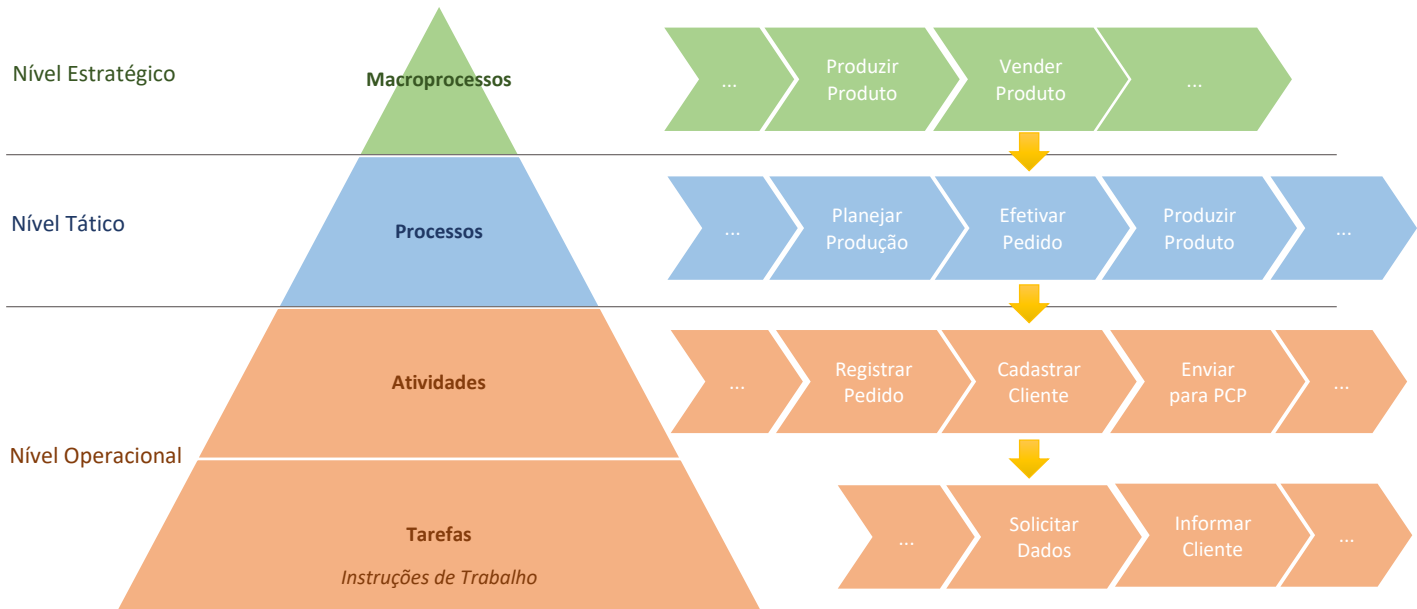 Nível Estratégico
Macroprocessos
...
Produzir
Produto
Vender
Produto
...
Nível Tático
Processos
...
Planejar
Produção
Efetivar
Pedido
Produzir
Produto
...
Atividades
...
Registrar
Pedido
Cadastrar
Cliente
Enviar
para PCP
...
Nível Operacional
Tarefas
Instruções de Trabalho
...
Solicitar
Dados
Informar
Cliente
...